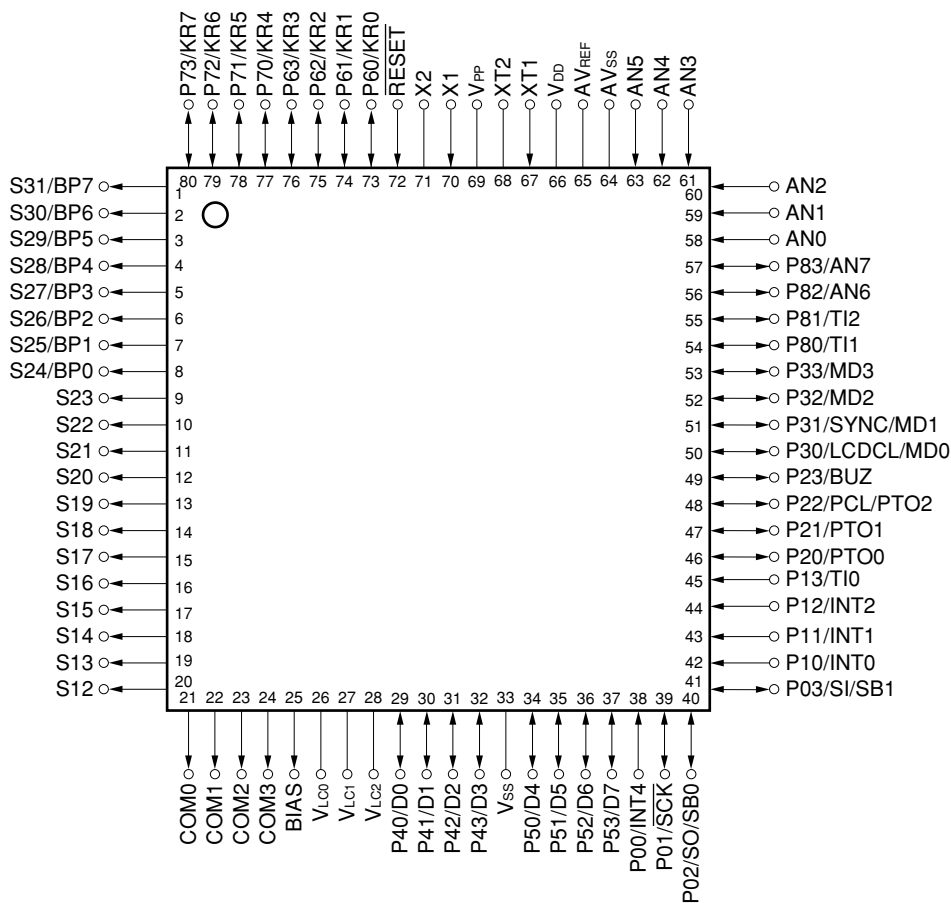 P73/KR7
P72/KR6
P71/KR5
P70/KR4
P63/KR3
P62/KR2
P61/KR1
P60/KR0
RESET
X2
X1
VPP
XT2
XT1
VDD
AVREF
AVSS
AN5
AN4
AN3
80 79 78 77 76 75 74 73 72 71 70 69 68 67 66 65 64 63 62 61
S31/BP7 1
S30/BP6 2
S29/BP5 3
S28/BP4 4
S27/BP3 5
S26/BP2 6
S25/BP1 7
S24/BP0 8
S23 9
S22 10
S21 11
S20 12
S19 13
S18 14
S17 15
S16 16
S15 17
S14 18
S13 19
S12 20
60 AN2
59 AN1
58 AN0
57 P83/AN7
56 P82/AN6
55 P81/TI2
54 P80/TI1
53 P33/MD3
52 P32/MD2
51 P31/SYNC/MD1
50 P30/LCDCL/MD0
49 P23/BUZ
48 P22/PCL/PTO2
47 P21/PTO1
46 P20/PTO0
45 P13/TI0
44 P12/INT2
43 P11/INT1
42 P10/INT0
41 P03/SI/SB1
21 22 23 24 25 26 27 28 29 30 31 32 33 34 35 36 37 38 39 40
COM0
COM1
COM2
COM3
BIAS
VLC0
VLC1
VLC2
P40/D0
P41/D1
P42/D2
P43/D3
VSS
P50/D4
P51/D5
P52/D6
P53/D7
P00/INT4
P01/SCK
P02/SO/SB0